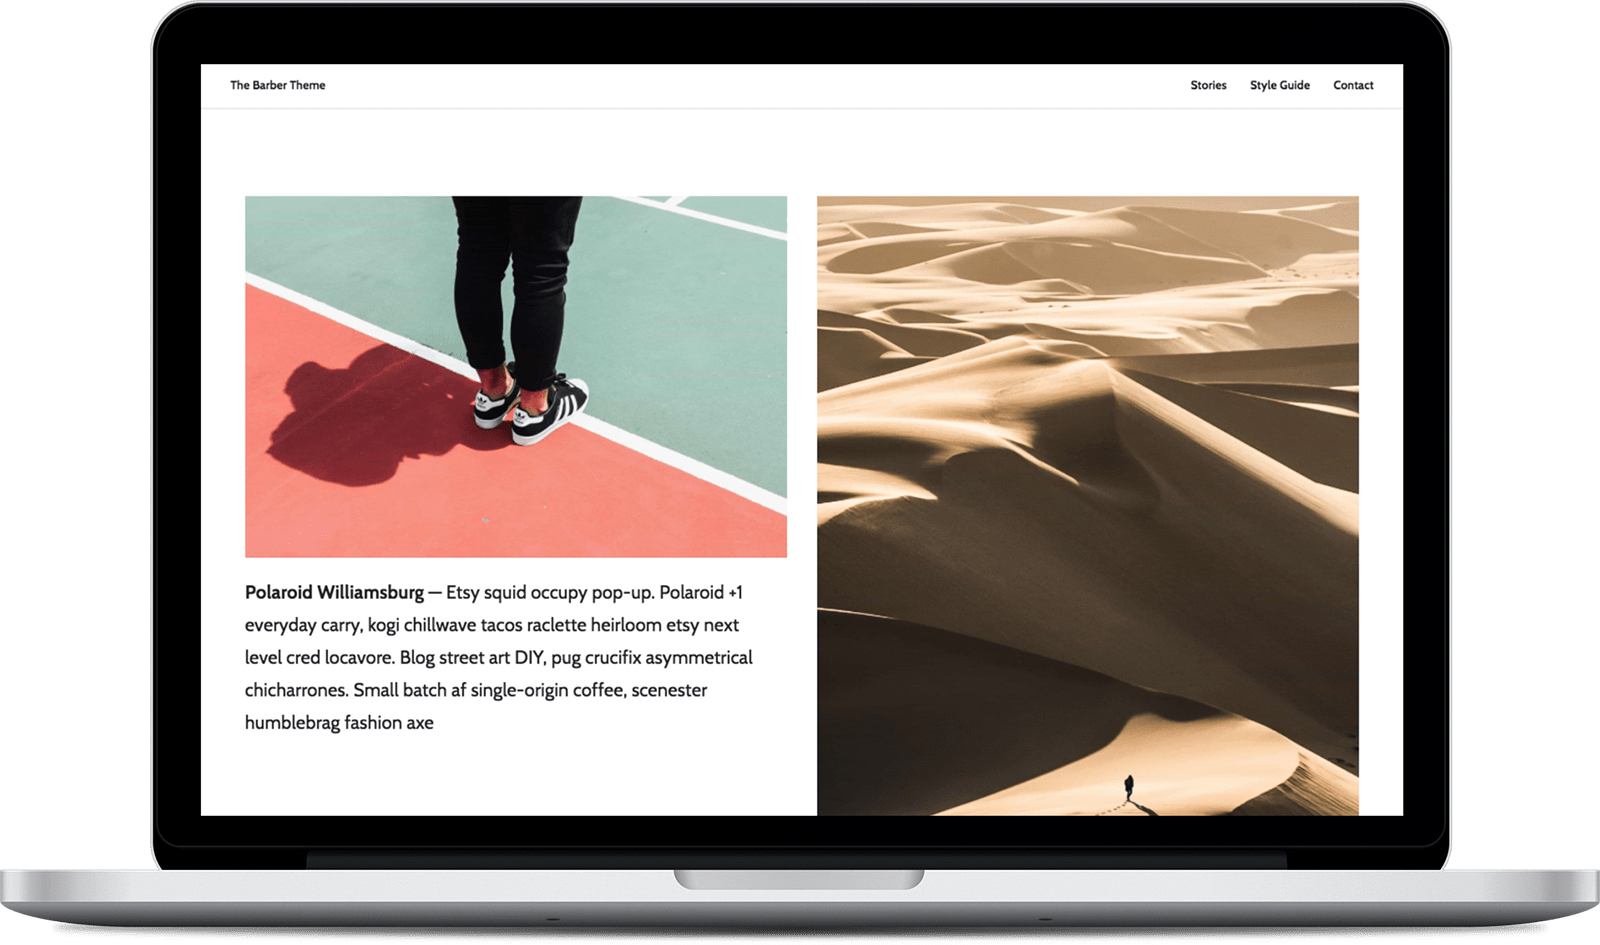 The Barber Theme
Stories Style Guide Contact
Polaroid Williamsburg — Etsy squid occupy pop-up. Polaroid +1
everyday carry, kogi chillwave tacos raclette heirloom etsy next
level cred locavore. Blog street art DIY, pug crucifix asymmetrical
chicharrones. Small batch af single-origin coffee, scenester
humblebrag fashion axe